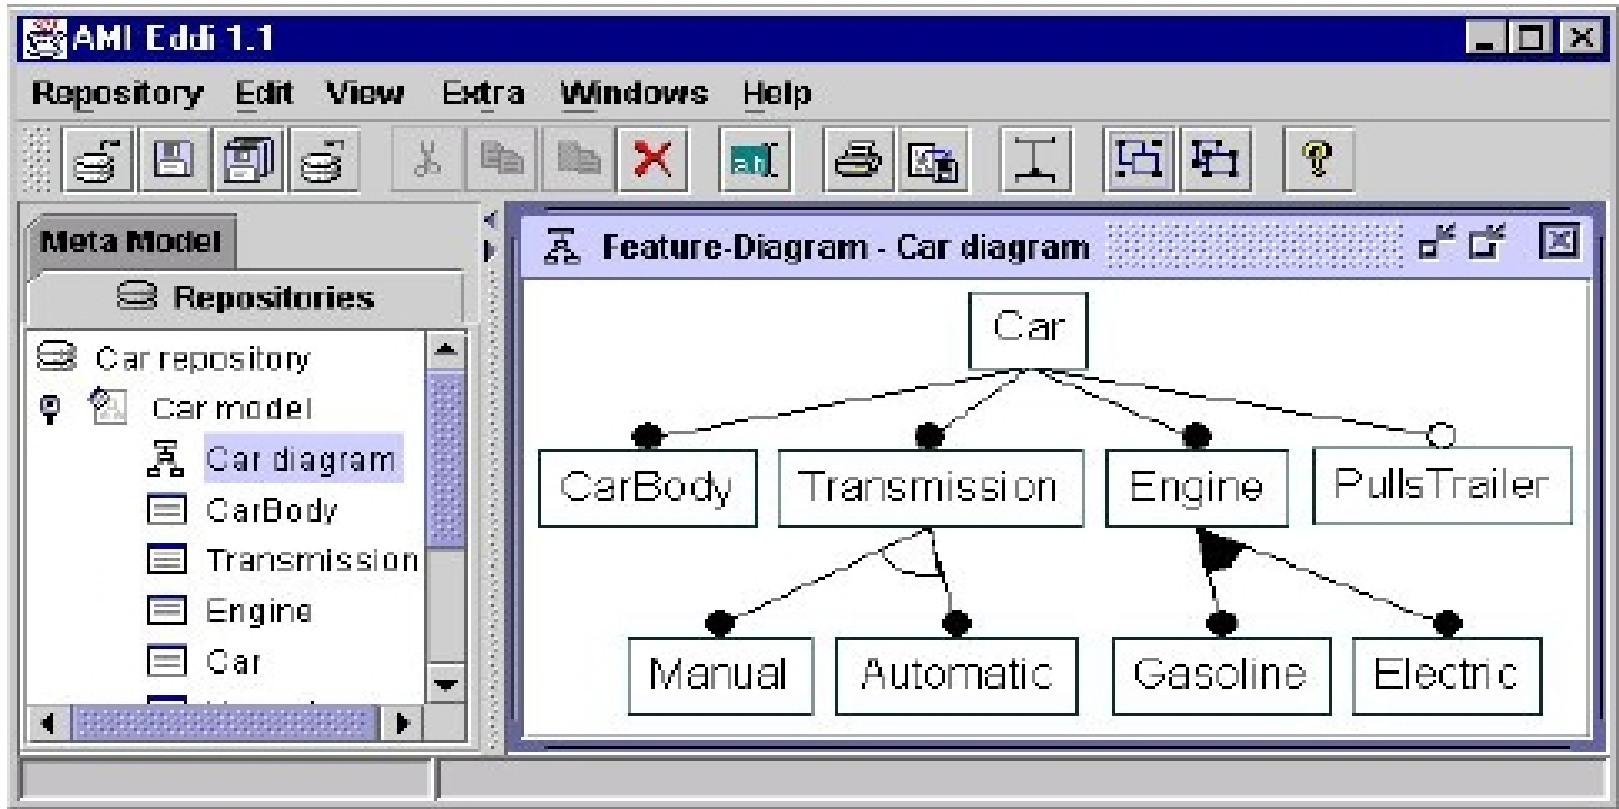 AMI Eddi 1.1
Repository Edit View Extra Windows Help
ab
Meta Model
Repositories
Car repository
Car model
Car diagram
CarBody
Transmission
Engine
Car
Feature-Diagram - Car diagram
Car
CarBody Transmission Engine PullsTrailer
Manual Automatic Gasoline Electric